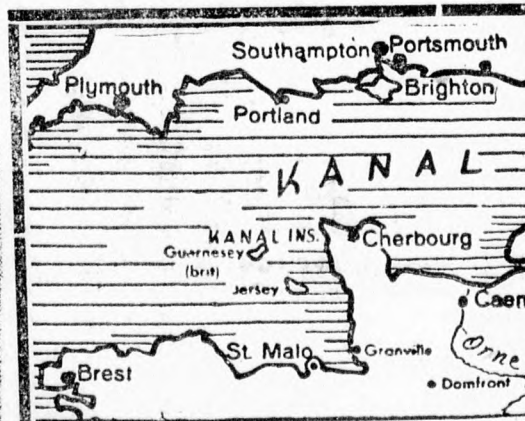 Southampton Portsmouth
Plymouth
Brighton
Portland
KANAL
KANAL INS.
Cherbourg
Guernesey
(brit)
Jersey
Caen
St. Malo
Granville
Orne
Brest
Domfront